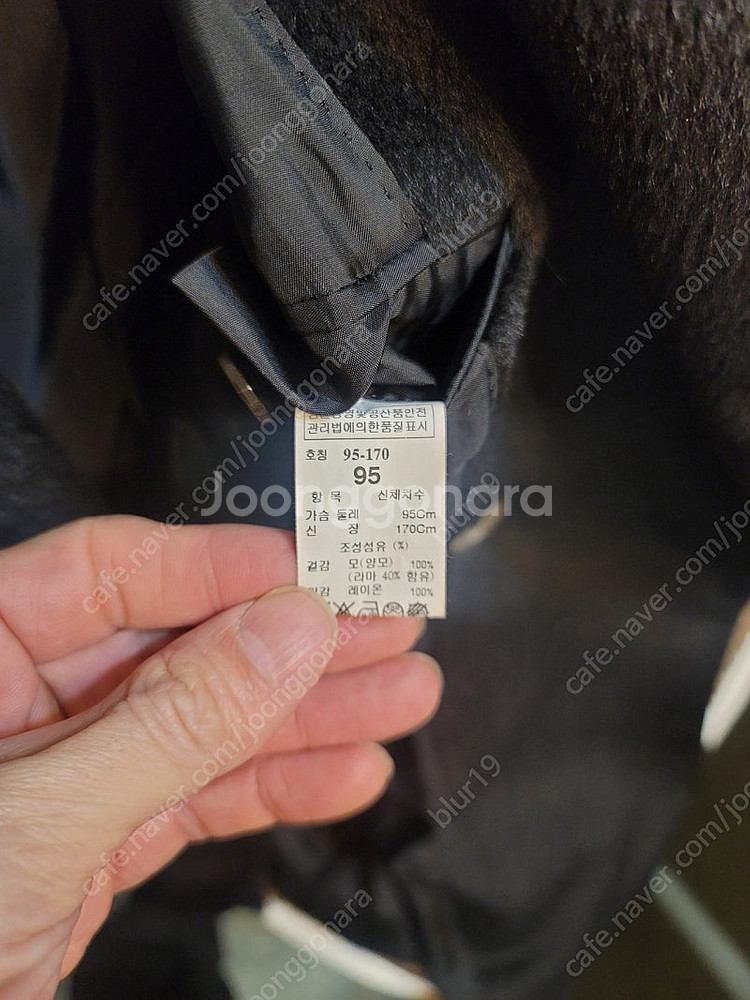 관리법에의한품질표시
호칭 95-170
95
항 목 신체치수
가슴 둘레 95Cm
신 장 170Cm
조성섬유 (%)
겉감 모(양모) 100%
(라마 40% 함유)
레이온 100%
Joonggonara
cafe.naver.com/joonggonara
blur19